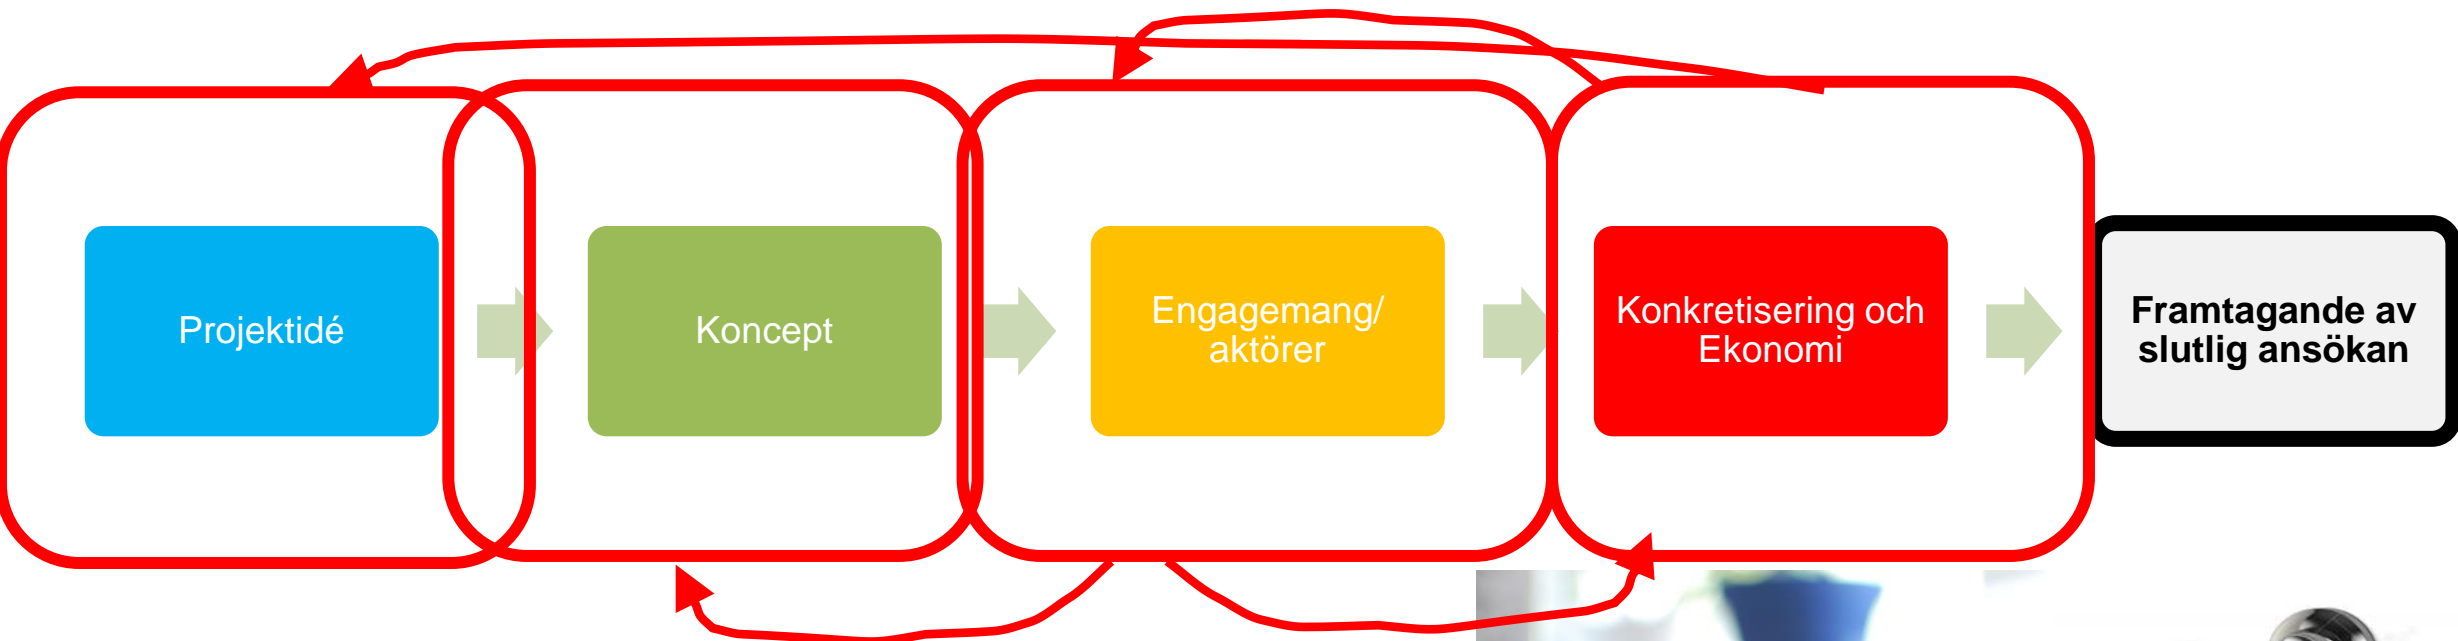 Projektidé
Koncept
Engagemang/
aktörer
Konkretisering och
Ekonomi
Framtagande av
slutlig ansökan